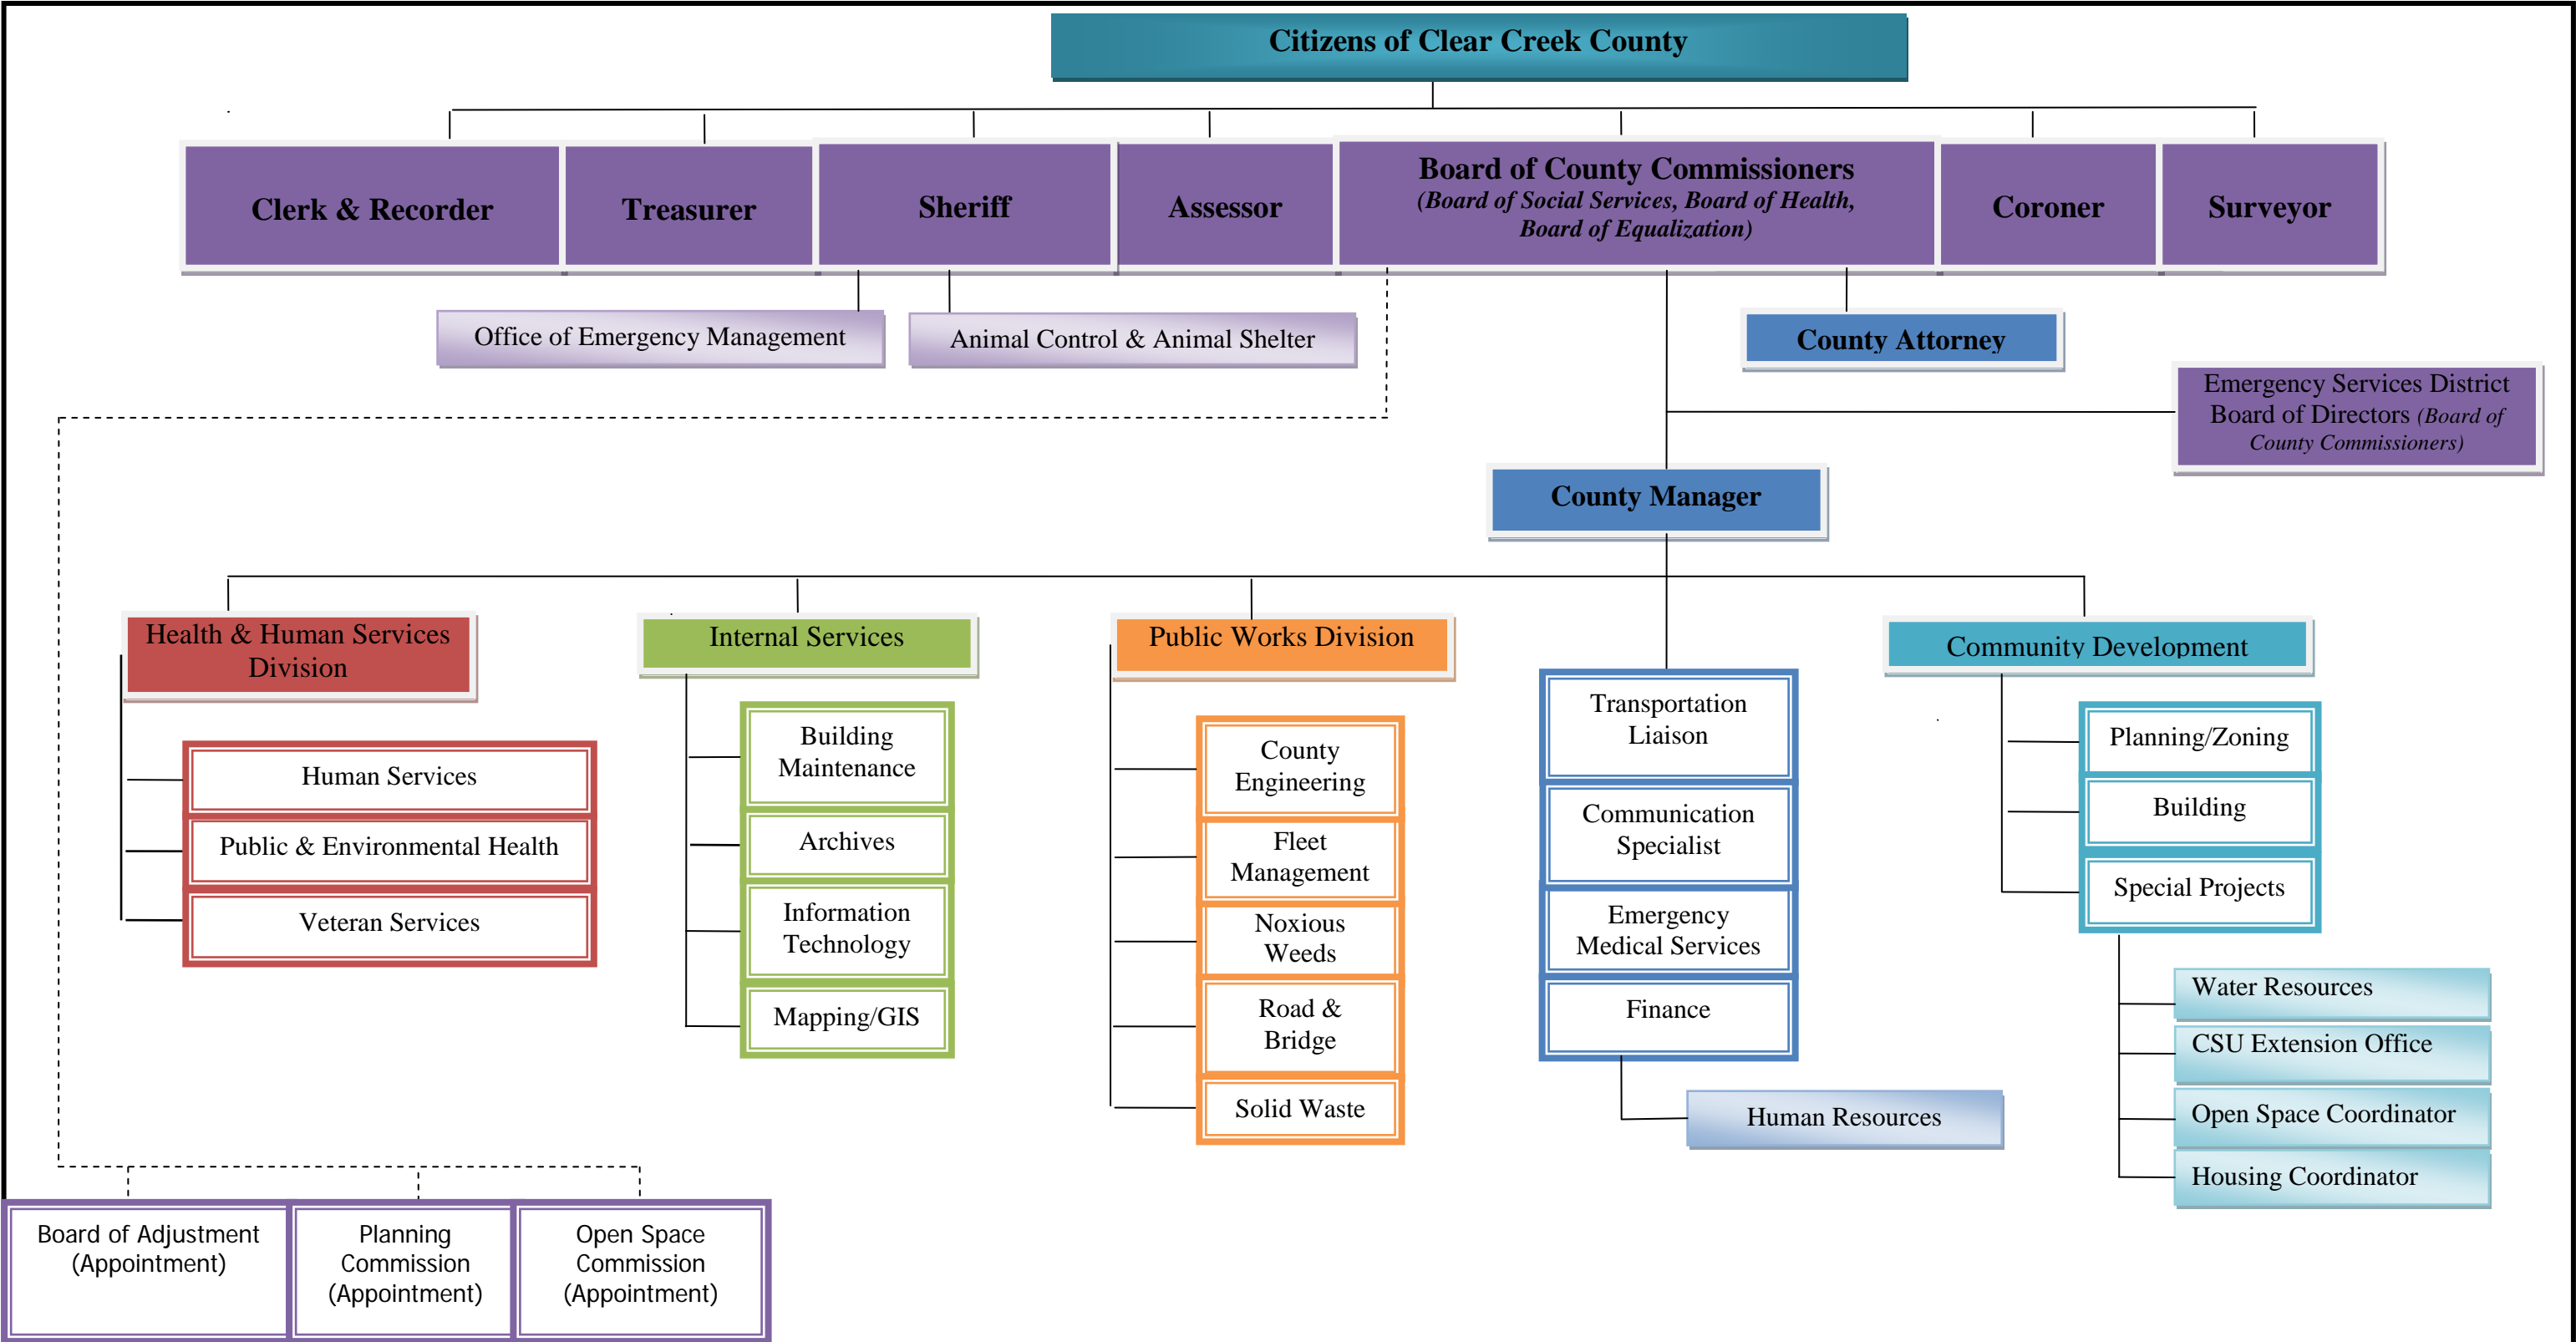 Citizens of Clear Creek County
Clerk & Recorder
Treasurer
Sheriff
Assessor
Board of County Commissioners
(Board of Social Services, Board of Health,
Board of Equalization)
Coroner
Surveyor
Office of Emergency Management
Animal Control & Animal Shelter
County Attorney
Emergency Services District
Board of Directors (Board of
County Commissioners)
County Manager
Health & Human Services
Division
Human Services
Public & Environmental Health
Veteran Services
Internal Services
Building
Maintenance
Archives
Information
Technology
Mapping/GIS
Public Works Division
County
Engineering
Fleet
Management
Noxious
Weeds
Road &
Bridge
Solid Waste
Transportation
Liaison
Communication
Specialist
Emergency
Medical Services
Finance
Human Resources
Community Development
Planning/Zoning
Building
Special Projects
Water Resources
CSU Extension Office
Open Space Coordinator
Housing Coordinator
Board of Adjustment
(Appointment)
Planning
Commission
(Appointment)
Open Space
Commission
(Appointment)